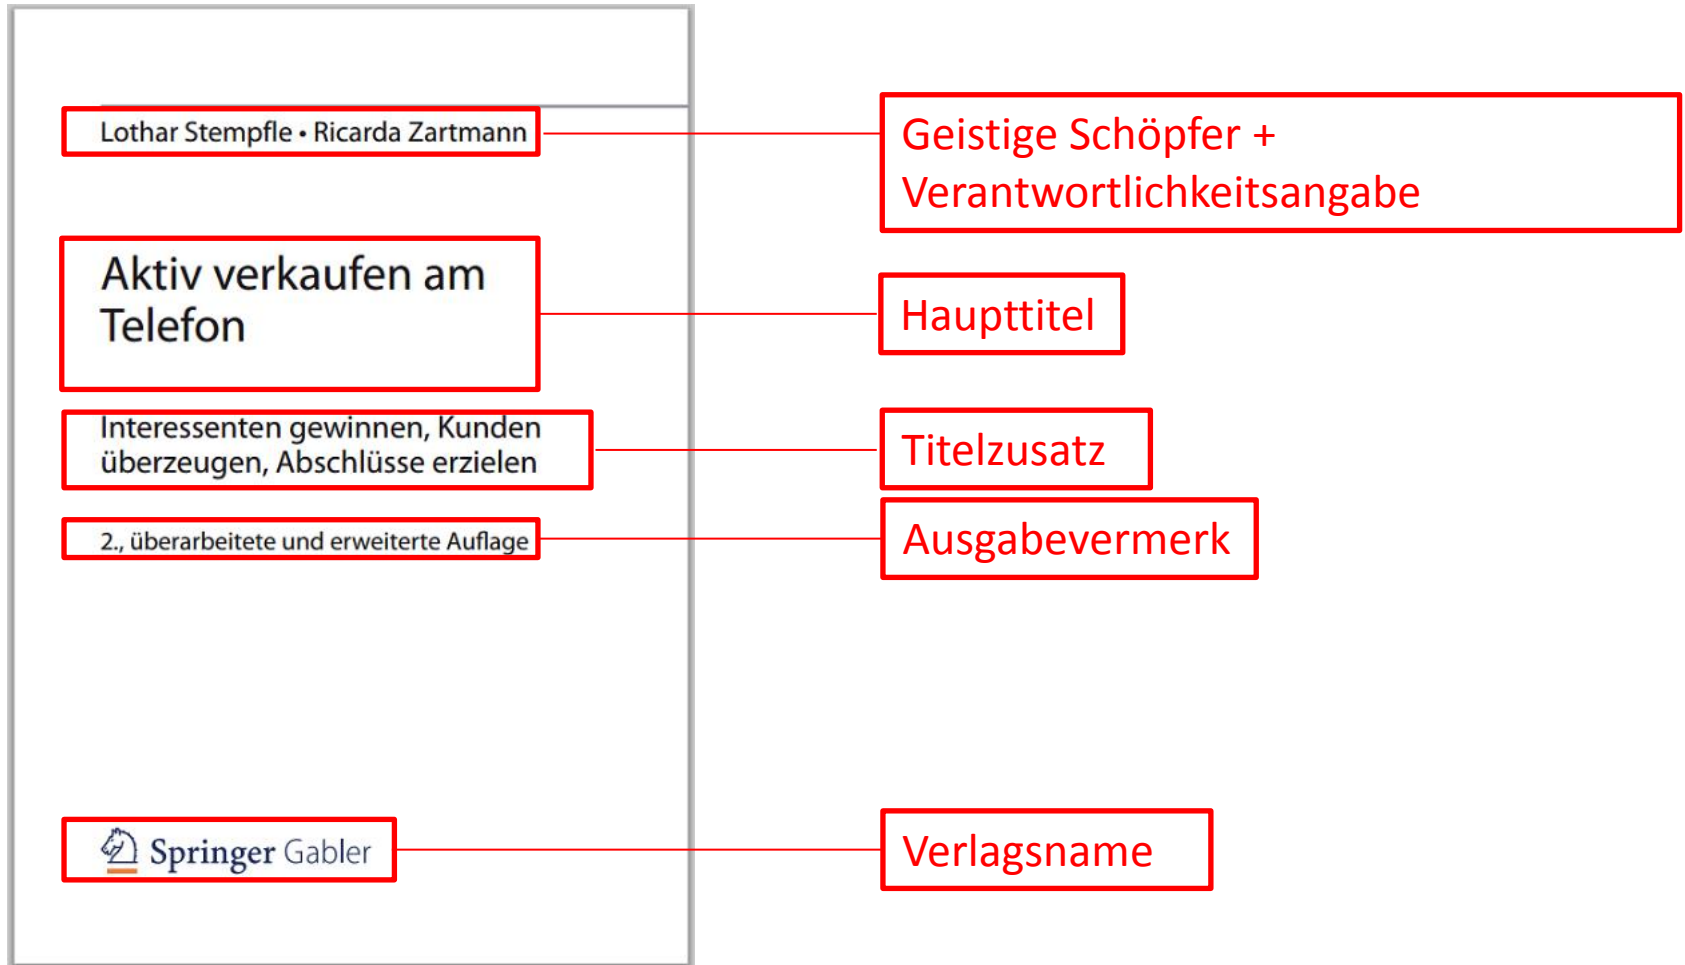 Lothar Stempfle • Ricarda Zartmann
Geistige Schöpfer +
Verantwortlichkeitsangabe
Aktiv verkaufen am
Telefon
Haupttitel
Interessenten gewinnen, Kunden
überzeugen, Abschlüsse erzielen
Titelzusatz
2., überarbeitete und erweiterte Auflage
Ausgabevermerk
Springer Gabler
Verlagsname